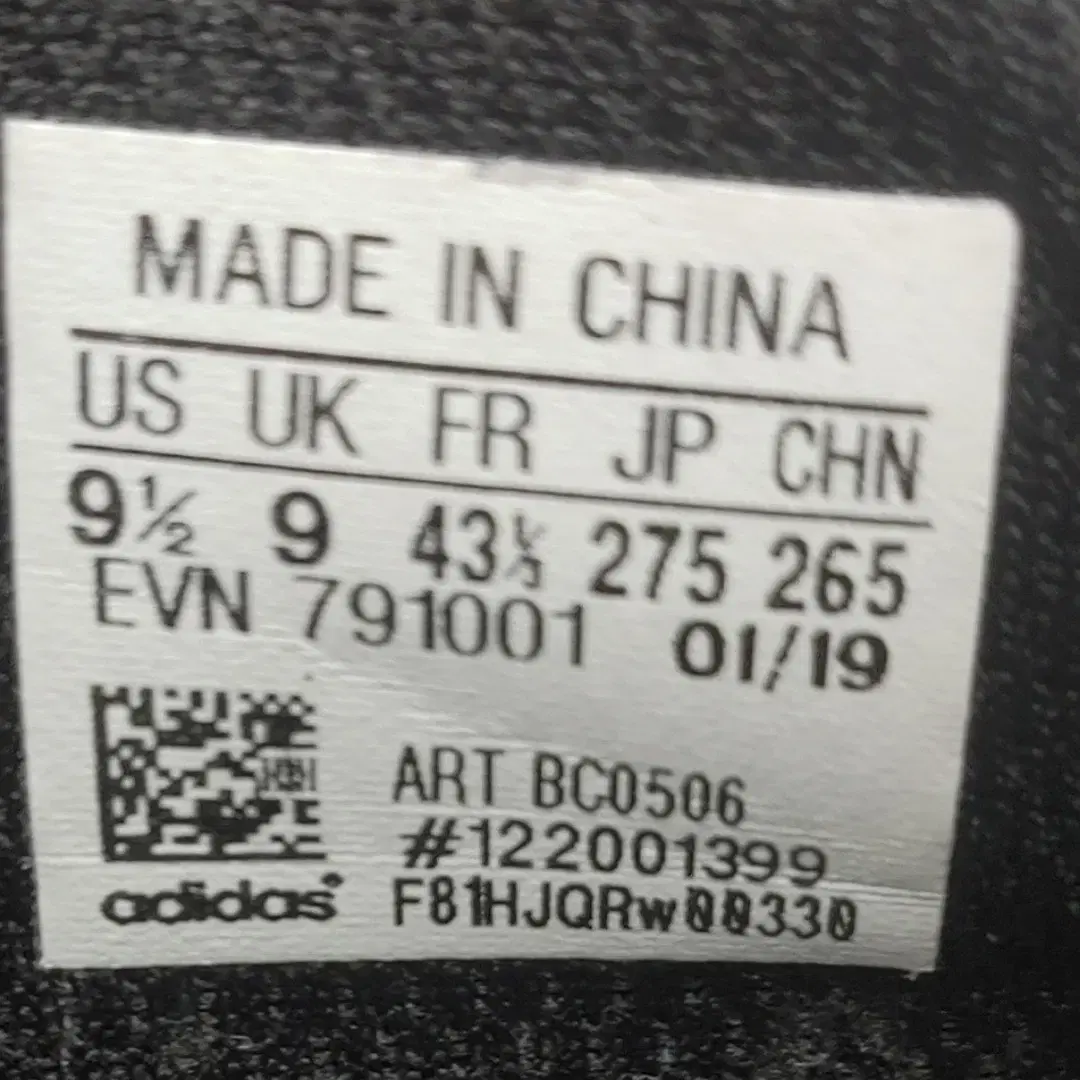 MADE IN CHINA
US UK FR JP CHN
9½ 9 43⅓ 275 265
EVN 791001 01/19
ART BC0506
#122001399
adidas® F81HJQRw00330